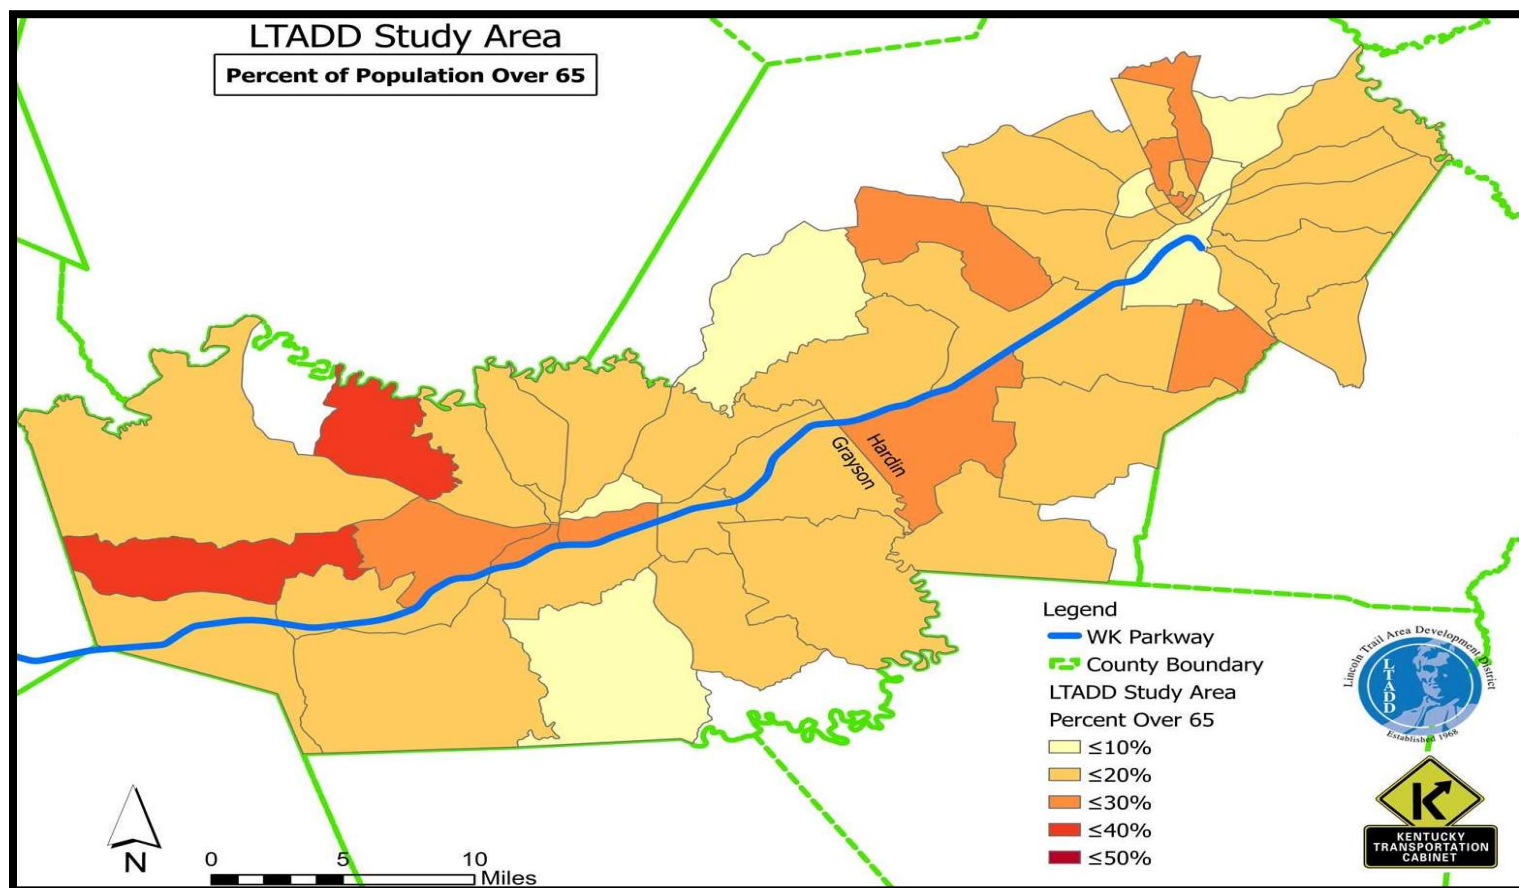 LTADD Study Area
Percent of Population Over 65
Hardin
Grayson
Legend
WK Parkway
County Boundary
LTADD Study Area
Percent Over 65
≤10%
≤20%
≤30%
≤40%
≤50%
Lincoln Trail Area Development District
LTADD
Established 1968
KENTUCKY
TRANSPORTATION
CABINET
N
0 5 10
Miles